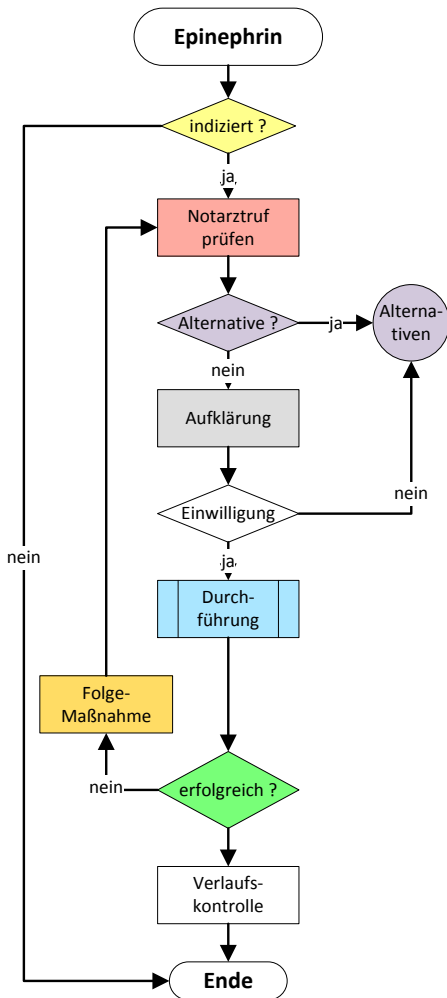 Epinephrin
indiziert ?
ja
Notarztruf
prüfen
Alternative ?
ja
Alterna-
tiven
nein
Aufklärung
Einwilligung
nein
ja
nein
Durch-
führung
Folge-
Maßnahme
nein
erfolgreich ?
Verlaufs-
kontrolle
Ende